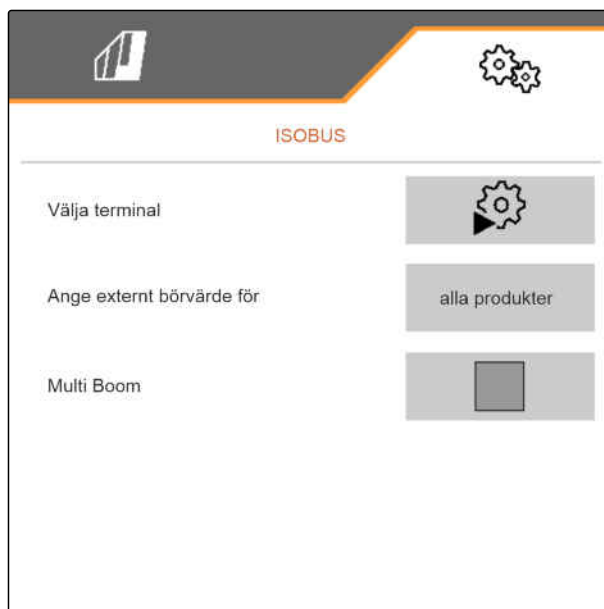 ISOBUS
Välja terminal
Ange externt börvärde för
alla produkter
Multi Boom